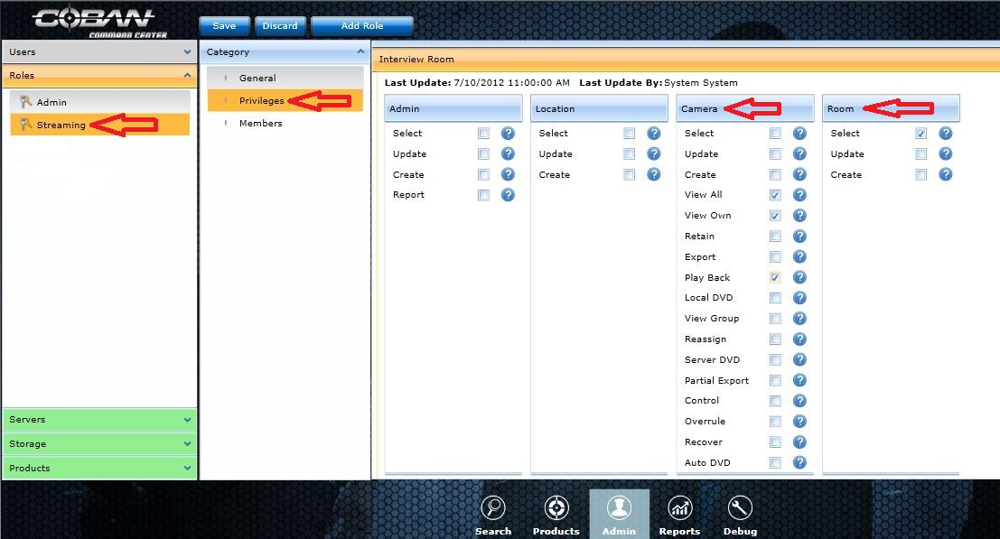 COBAN
COMMAND CENTER
Save
Discard
Add Role
Users
Roles
Admin
Streaming
Servers
Storage
Products
Category
General
Privileges
Members
Interview Room
Last Update: 7/10/2012 11:00:00 AM Last Update By: System System
Admin
Select ?
Update ?
Create ?
Report ?
Location
Select ?
Update ?
Create ?
Camera
Select ?
Update ?
Create ?
View All ?
View Own ?
Retain ?
Export ?
Play Back ?
Local DVD ?
View Group ?
Reassign ?
Server DVD ?
Partial Export ?
Control ?
Overrule ?
Recover ?
Auto DVD ?
Room
Select ?
Update ?
Create ?
Search
Products
Admin
Reports
Debug